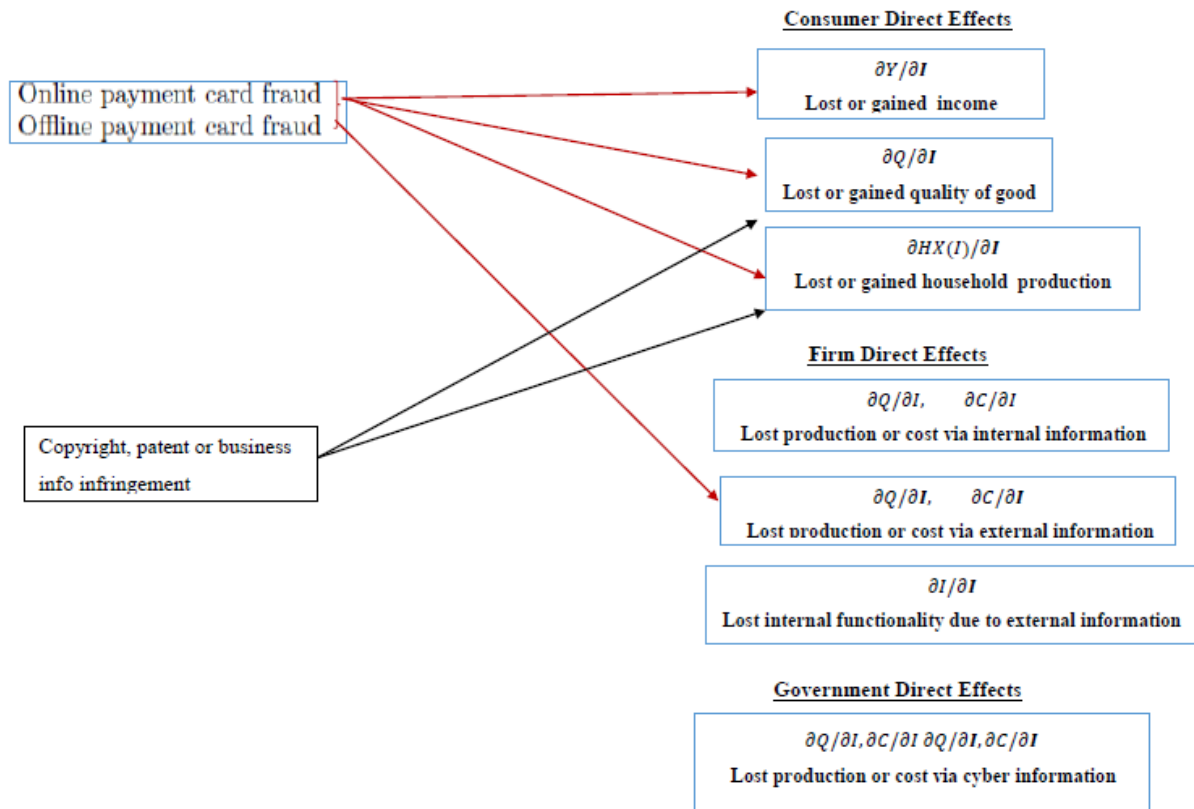 Consumer Direct Effects
∂Y/∂𝑰
Lost or gained income
Online payment card fraud
Offline payment card fraud
∂Q/∂𝑰
Lost or gained quality of good
∂HX(I)/∂𝑰
Lost or gained household production
Firm Direct Effects
∂Q/∂I, ∂C/∂I
Lost production or cost via internal information
Copyright, patent or business
info infringement
∂Q/∂𝑰, ∂C/∂𝑰
Lost production or cost via external information
∂I/∂𝑰
Lost internal functionality due to external information
Government Direct Effects
∂Q/∂I,∂C/∂I ∂Q/∂𝑰,∂C/∂𝑰
Lost production or cost via cyber information